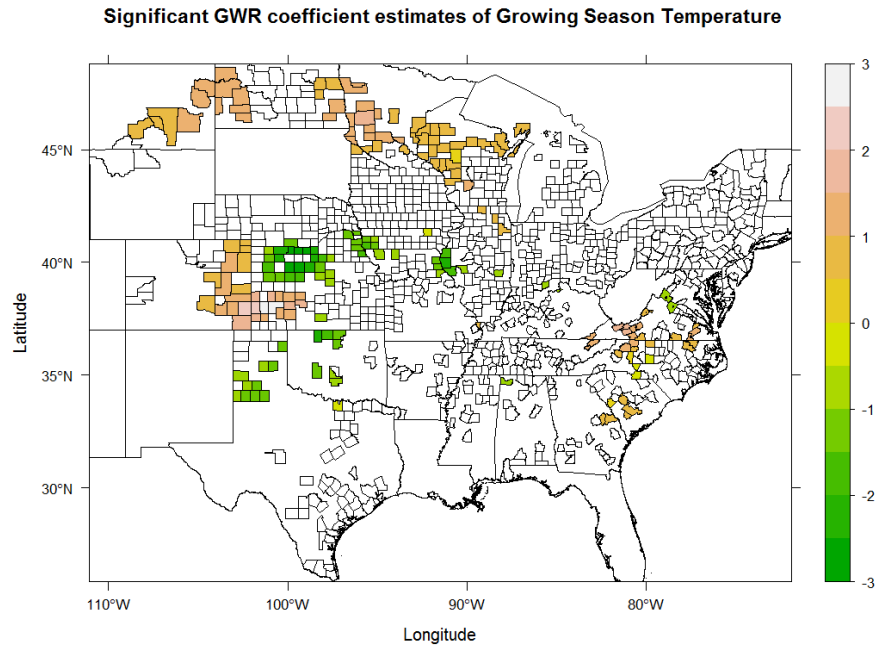 Significant GWR coefficient estimates of Growing Season Temperature
45°N
40°N
35°N
30°N
110°W
100°W
90°W
80°W
Latitude
Longitude
3
2
1
0
-1
-2
-3